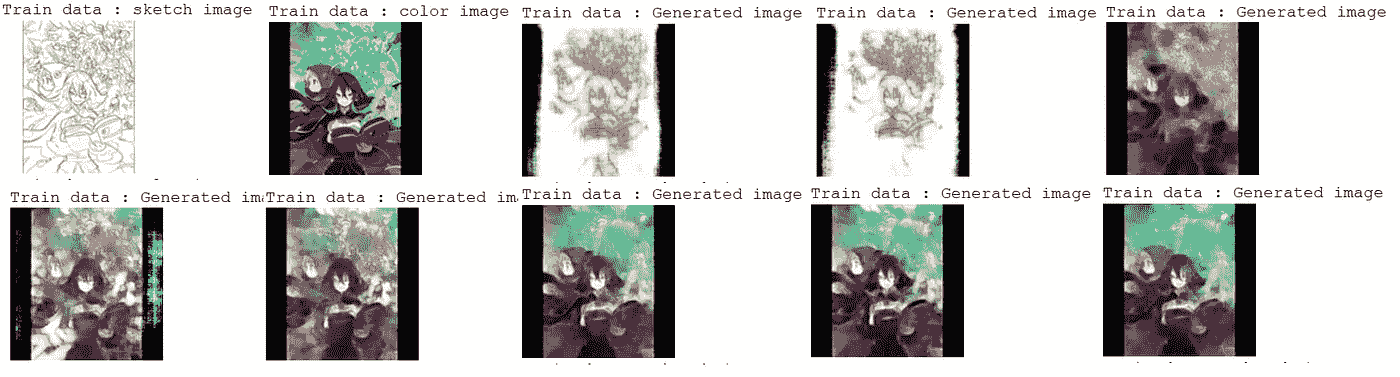 Train data : sketch image
Train data : color image
Train data : Generated image
Train data : Generated image
Train data : Generated image
Train data : Generated im
Train data : Generated im
Train data : Generated image
Train data : Generated image
Train data : Generated image